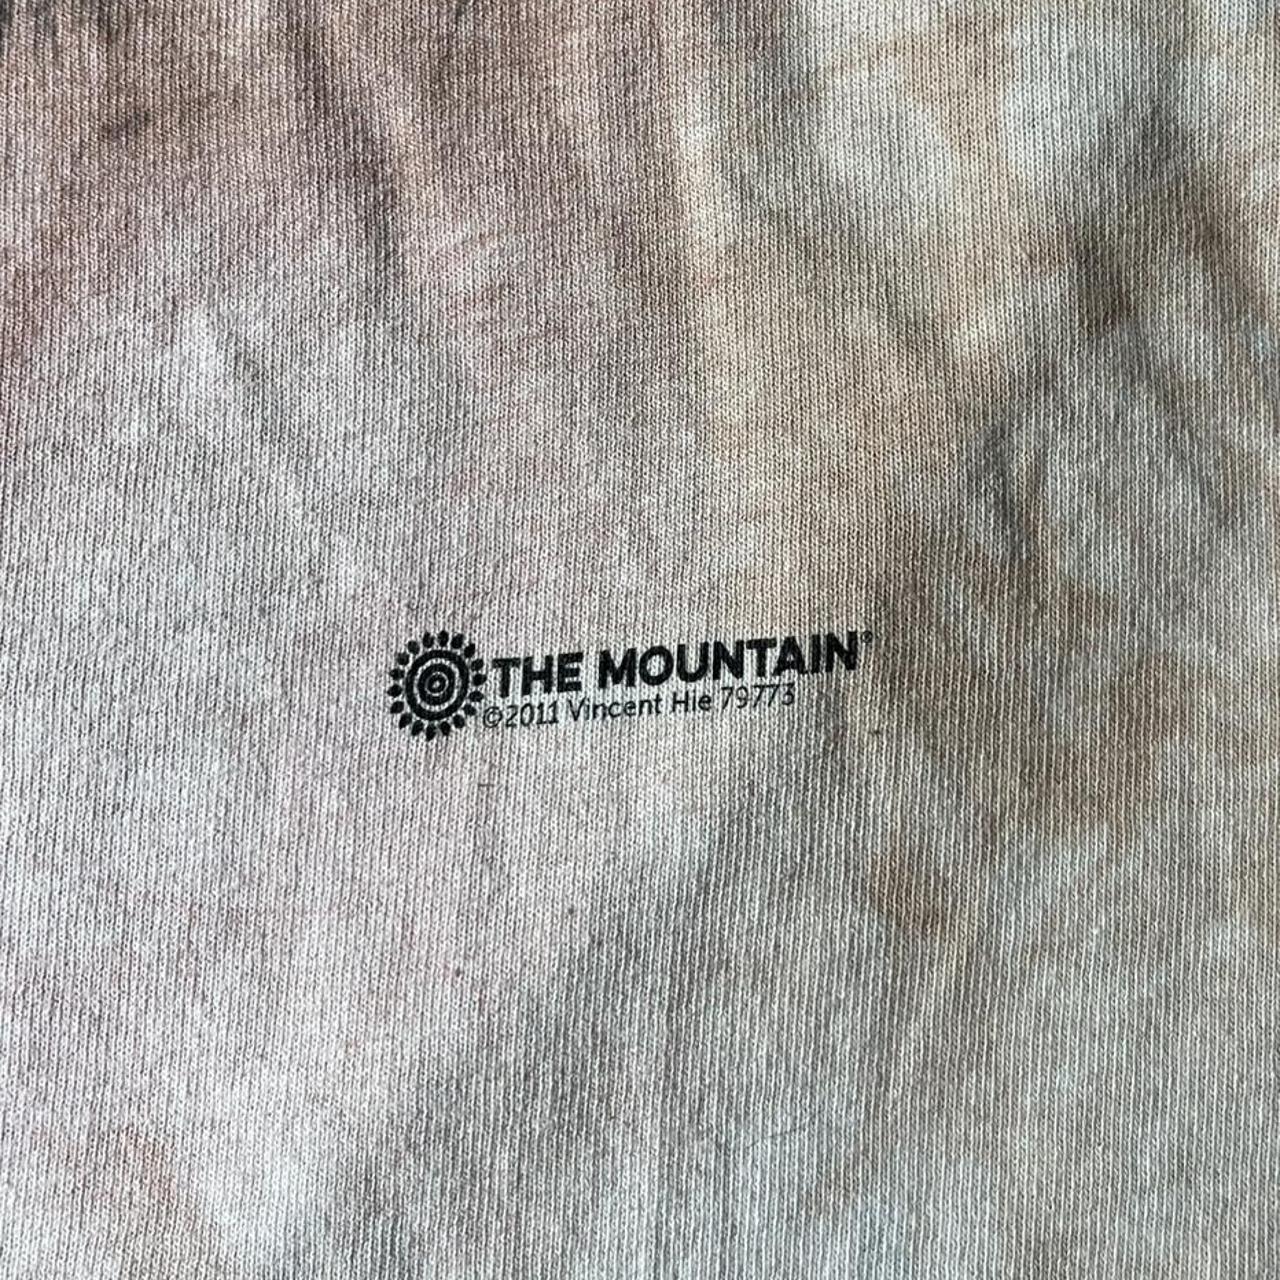 THE MOUNTAIN®
©2011 Vincent Hie 79773